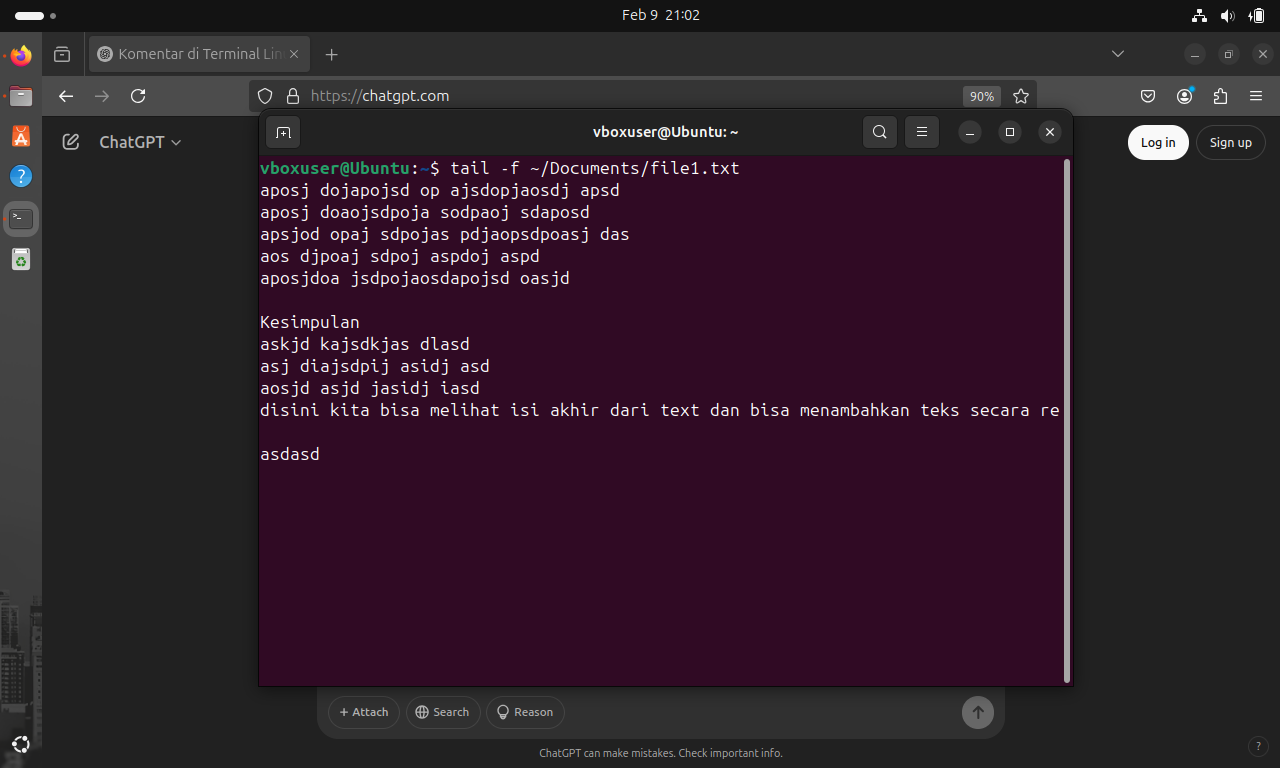 Feb 9 21:02
Komentar di Terminal Lin
https://chatgpt.com
90%
ChatGPT
Log in
Sign up
vboxuser@Ubuntu: ~
vboxuser@Ubuntu:~$ tail -f ~/Documents/file1.txt
aposj dojapojsd op ajsdopjaosdj apsd
aposj doaojsdpoja sodpaoj sdaposd
apsjod opaj sdpojas pdjaopsdpoasj das
aos djpoaj sdpoj aspdoj aspd
aposjdoa jsdpojaosdapojsd oasjd
Kesimpulan
askjd kajsdkjas dlasd
asj diajsdpij asidj asd
aosjd asjd jasidj iasd
disini kita bisa melihat isi akhir dari text dan bisa menambahkan teks secara re
asdasd
+ Attach
Search
Reason
ChatGPT can make mistakes. Check important info.
?